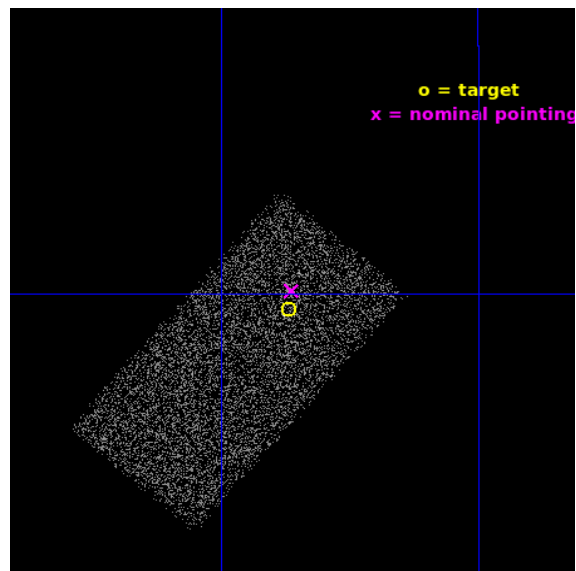 o = target
x = nominal pointing